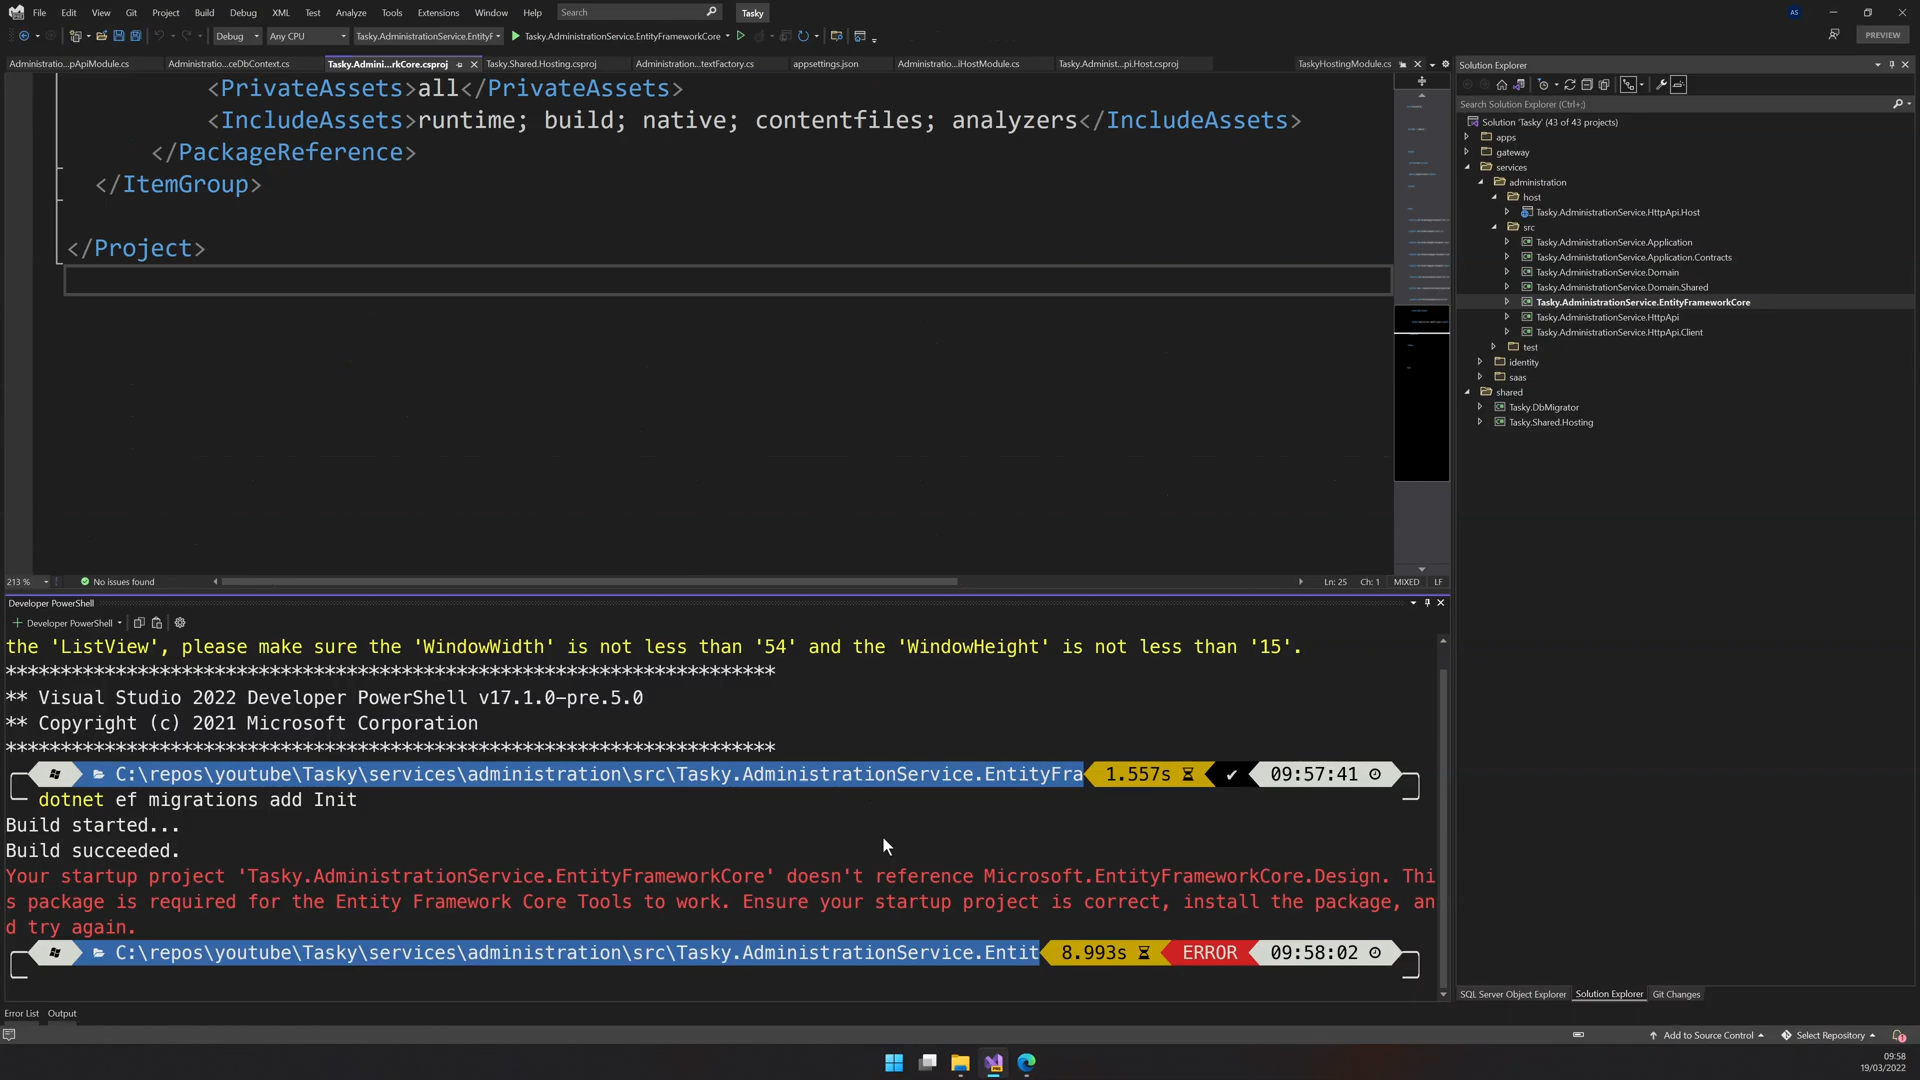 File Edit View Git Project Build Debug XML Test Analyze Tools Extensions Window Help Search Tasky AS
Debug Any CPU Tasky.AdministrationService.EntityF Tasky.AdministrationService.EntityFrameworkCore PREVIEW
Administratio...pApiModule.cs Administratio...ceDbContext.cs Tasky.Admini...rkCore.csproj Tasky.Shared.Hosting.csproj Administration...textFactory.cs appsettings.json Administratio...iHostModule.cs Tasky.Administ...pi.Host.csproj TaskyHostingModule.cs
<PrivateAssets>all</PrivateAssets>
<IncludeAssets>runtime; build; native; contentfiles; analyzers</IncludeAssets>
</PackageReference>
</ItemGroup>
</Project>
213 % No issues found Ln: 25 Ch: 1 MIXED LF
Developer PowerShell
Developer PowerShell
the 'ListView', please make sure the 'WindowWidth' is not less than '54' and the 'WindowHeight' is not less than '15'.
**********************************************************************
** Visual Studio 2022 Developer PowerShell v17.1.0-pre.5.0
** Copyright (c) 2021 Microsoft Corporation
**********************************************************************
C:\repos\youtube\Tasky\services\administration\src\Tasky.AdministrationService.EntityFra 1.557s ✔ 09:57:41
dotnet ef migrations add Init
Build started...
Build succeeded.
Your startup project 'Tasky.AdministrationService.EntityFrameworkCore' doesn't reference Microsoft.EntityFrameworkCore.Design. Thi
s package is required for the Entity Framework Core Tools to work. Ensure your startup project is correct, install the package, an
d try again.
C:\repos\youtube\Tasky\services\administration\src\Tasky.AdministrationService.Entit 8.993s ERROR 09:58:02
Error List Output
Solution Explorer
Search Solution Explorer (Ctrl+;)
Solution 'Tasky' (43 of 43 projects)
apps
gateway
services
administration
host
Tasky.AdministrationService.HttpApi.Host
src
Tasky.AdministrationService.Application
Tasky.AdministrationService.Application.Contracts
Tasky.AdministrationService.Domain
Tasky.AdministrationService.Domain.Shared
Tasky.AdministrationService.EntityFrameworkCore
Tasky.AdministrationService.HttpApi
Tasky.AdministrationService.HttpApi.Client
test
identity
saas
shared
Tasky.DbMigrator
Tasky.Shared.Hosting
SQL Server Object Explorer Solution Explorer Git Changes
Add to Source Control Select Repository
09:58
19/03/2022